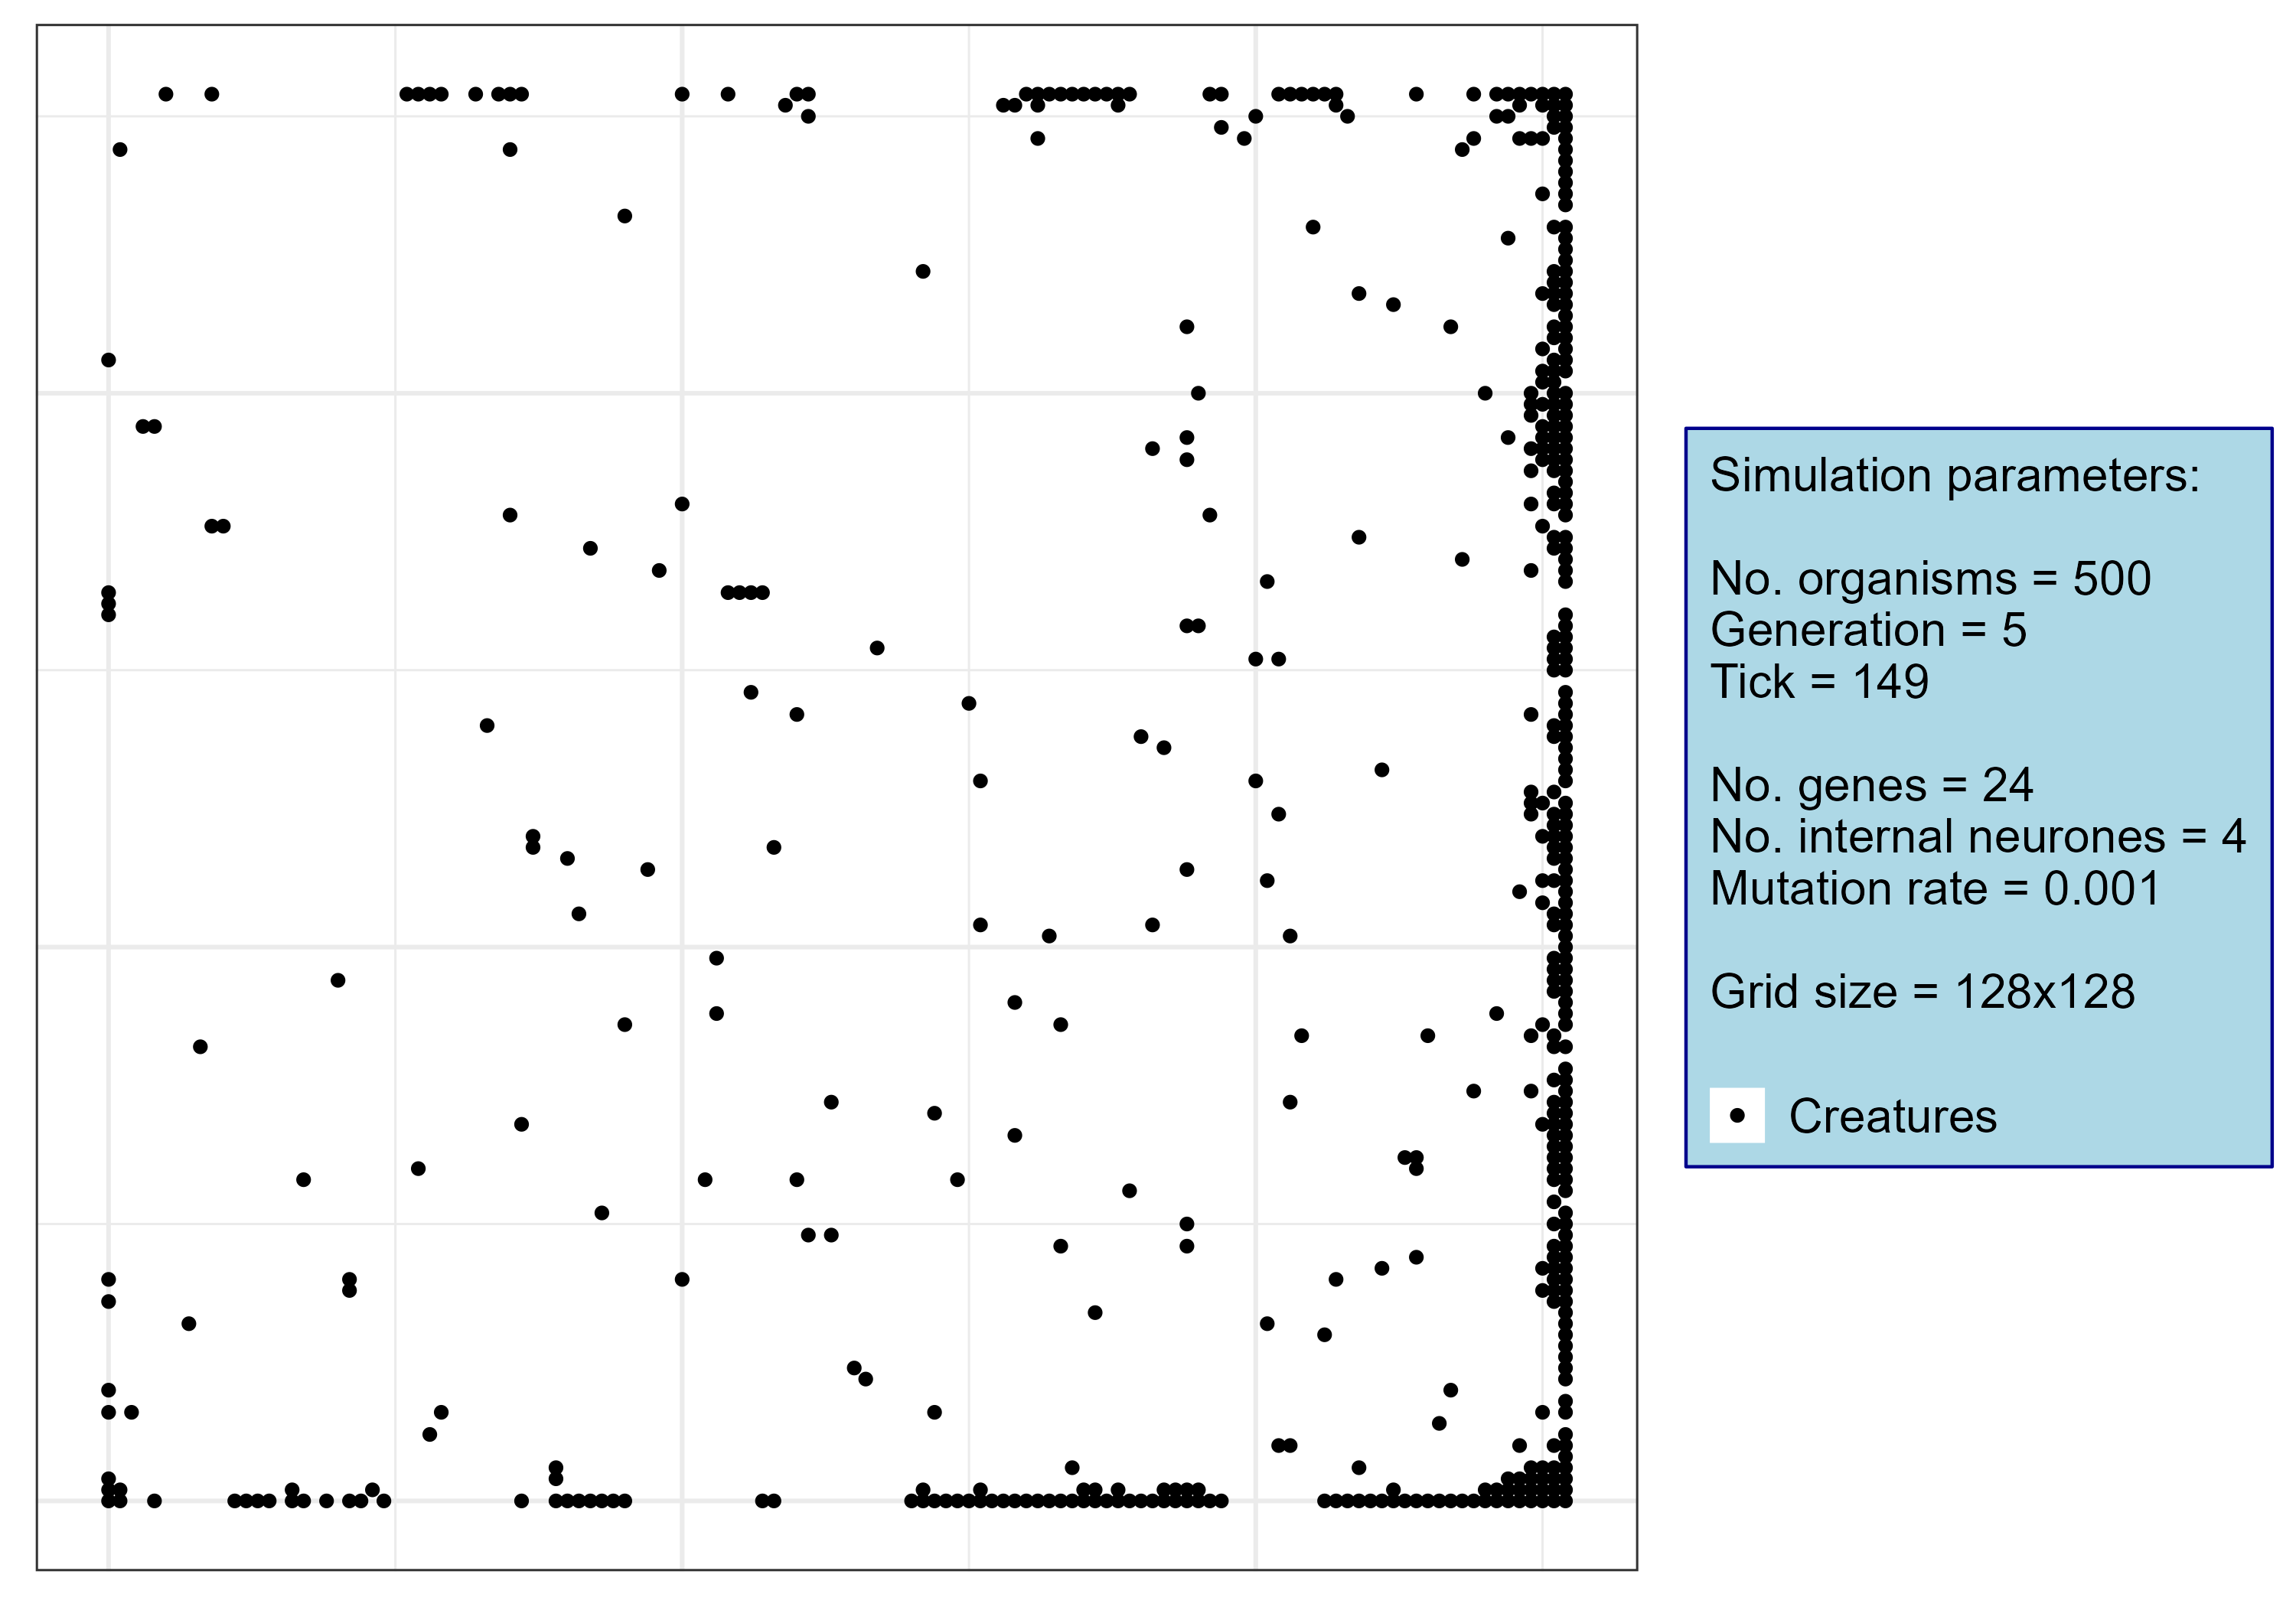 Simulation parameters:
No. organisms = 500
Generation = 5
Tick = 149
No. genes = 24
No. internal neurones = 4
Mutation rate = 0.001
Grid size = 128x128
Creatures